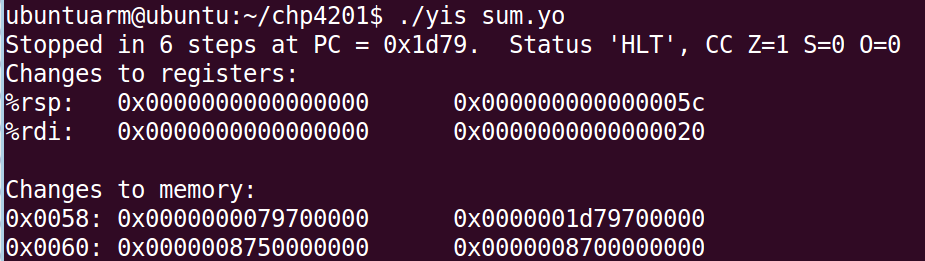 ubuntuarm@ubuntu:~/chp4201$ ./yis sum.yo
Stopped in 6 steps at PC = 0x1d79.  Status 'HLT', CC Z=1 S=0 O=0
Changes to registers:
%rsp:   0x0000000000000000      0x000000000000005c
%rdi:   0x0000000000000000      0x0000000000000020

Changes to memory:
0x0058: 0x0000000079700000      0x0000001d79700000
0x0060: 0x0000008750000000      0x0000008700000000